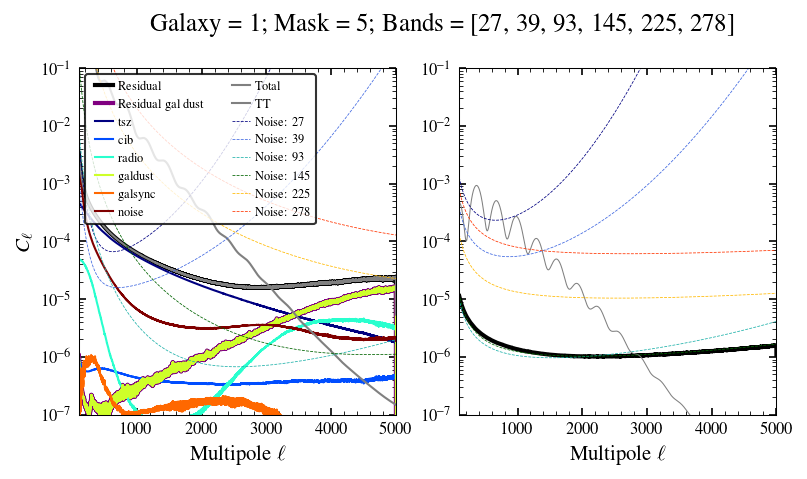 Galaxy = 1; Mask = 5; Bands = [27, 39, 93, 145, 225, 278]
10⁻¹
10⁻²
10⁻³
10⁻⁴
10⁻⁵
10⁻⁶
10⁻⁷
C_ℓ
Residual
Residual gal dust
tsz
cib
radio
galdust
galsync
noise
Total
TT
Noise: 27
Noise: 39
Noise: 93
Noise: 145
Noise: 225
Noise: 278
1000 2000 3000 4000 5000
Multipole ℓ
10⁻¹
10⁻²
10⁻³
10⁻⁴
10⁻⁵
10⁻⁶
10⁻⁷
1000 2000 3000 4000 5000
Multipole ℓ